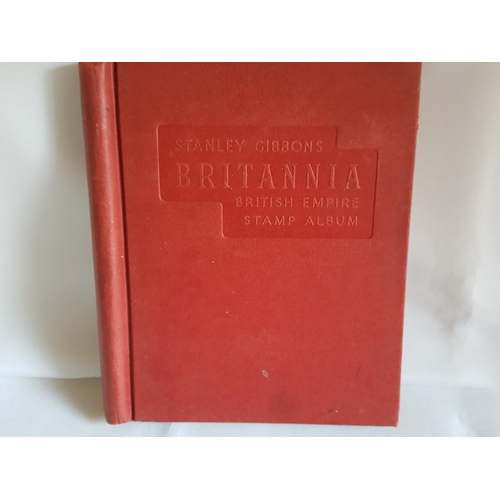 STANLEY GIBBONS
BRITANNIA
BRITISH EMPIRE
STAMP ALBUM